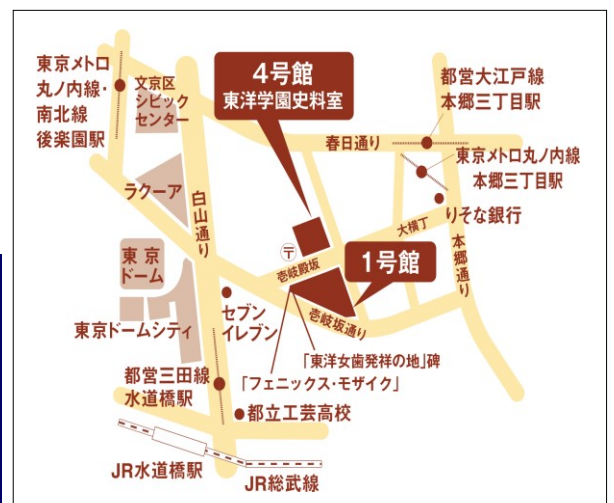 東京メトロ
丸ノ内線・
南北線
後楽園駅
文京区
シビック
センター
4号館
東洋学園史料室
都営大江戸線
本郷三丁目駅
春日通り
東京メトロ丸ノ内線
本郷三丁目駅
ラクーア
白山通り
りそな銀行
大横丁
本郷通り
〒
壱岐殿坂
1号館
東京
ドーム
セブン
イレブン
壱岐坂通り
東京ドームシティ
「東洋女歯発祥の地」碑
「フェニックス・モザイク」
都営三田線
水道橋駅
都立工芸高校
JR水道橋駅
JR総武線